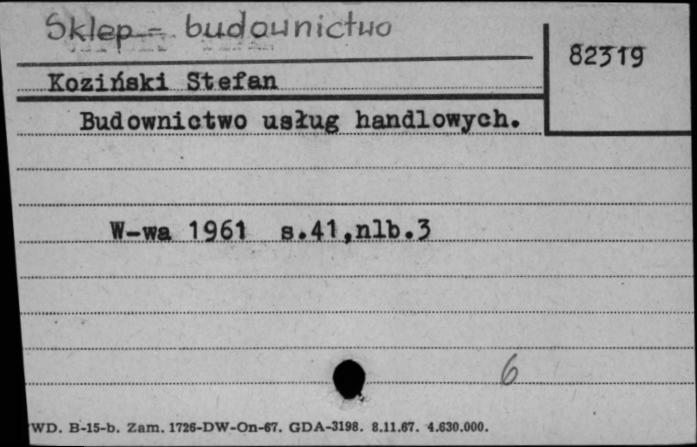 Sklep - budownictwo
82319
Koziński Stefan
Budownictwo usług handlowych.
W-wa 1961 s.41,nlb.3
6
WD. B-15-b. Zam. 1726-DW-On-67. GDA-3198. 8.11.67. 4.630.000.